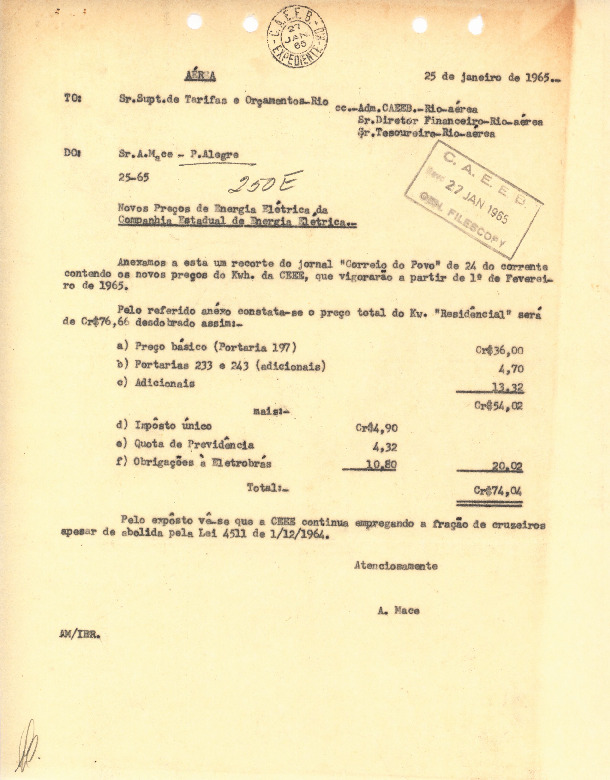 C.A.E.E.B.
27
JAN
65
EXPEDIENTE
AÉREA
25 de janeiro de 1965.-
TO: Sr.Supt.de Tarifas e Orçamentos-Rio
cc.-Adm.CAEEB.-Rio-aérea
Sr.Diretor Financeiro-Rio-aérea
Sr.Tesoureiro-Rio-aérea
DO: Sr.A.Mace - P.Alegre
25-65
250E
C. A. E. E. B.
27 JAN 1965
FILESCOPY
Novos Preços de Energia Elétrica da
Companhia Estadual de Energia Elétrica.-
Anexamos a esta um recorte do jornal "Correio do Povo" de 24 do corrente
contendo os novos preços do Kwh. da CEEE, que vigorarão a partir de 1º de Feverei-
ro de 1965.
Pelo referido anéxo constata-se o preço total do Kw. "Residêncial" será
de Cr$76,66 desdobrado assim:-
a) Preço básico (Portaria 197) Cr$36,00
b) Portarias 233 e 243 (adicionais) 4,70
c) Adicionais 13,32
mais:- Cr$54,02
d) Impôsto único Cr$4,90
e) Quota de Previdência 4,32
f) Obrigações à Eletrobrás 10,80 20,02
Total:- Cr$74,04
Pelo expôsto vê-se que a CEEE continua empregando a fração de cruzeiros
apesar de abolida pela Lei 4511 de 1/12/1964.
Atenciosamente
A. Mace
AM/IBR.